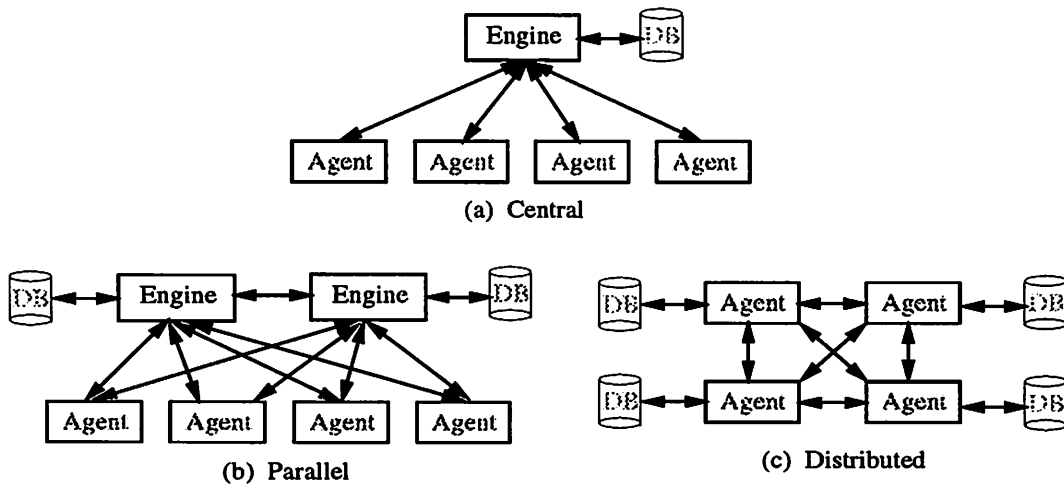 Engine DB
Agent Agent Agent Agent
(a) Central
DB Engine Engine DB
Agent Agent Agent Agent
(b) Parallel
DB Agent Agent DB
DB Agent Agent DB
(c) Distributed